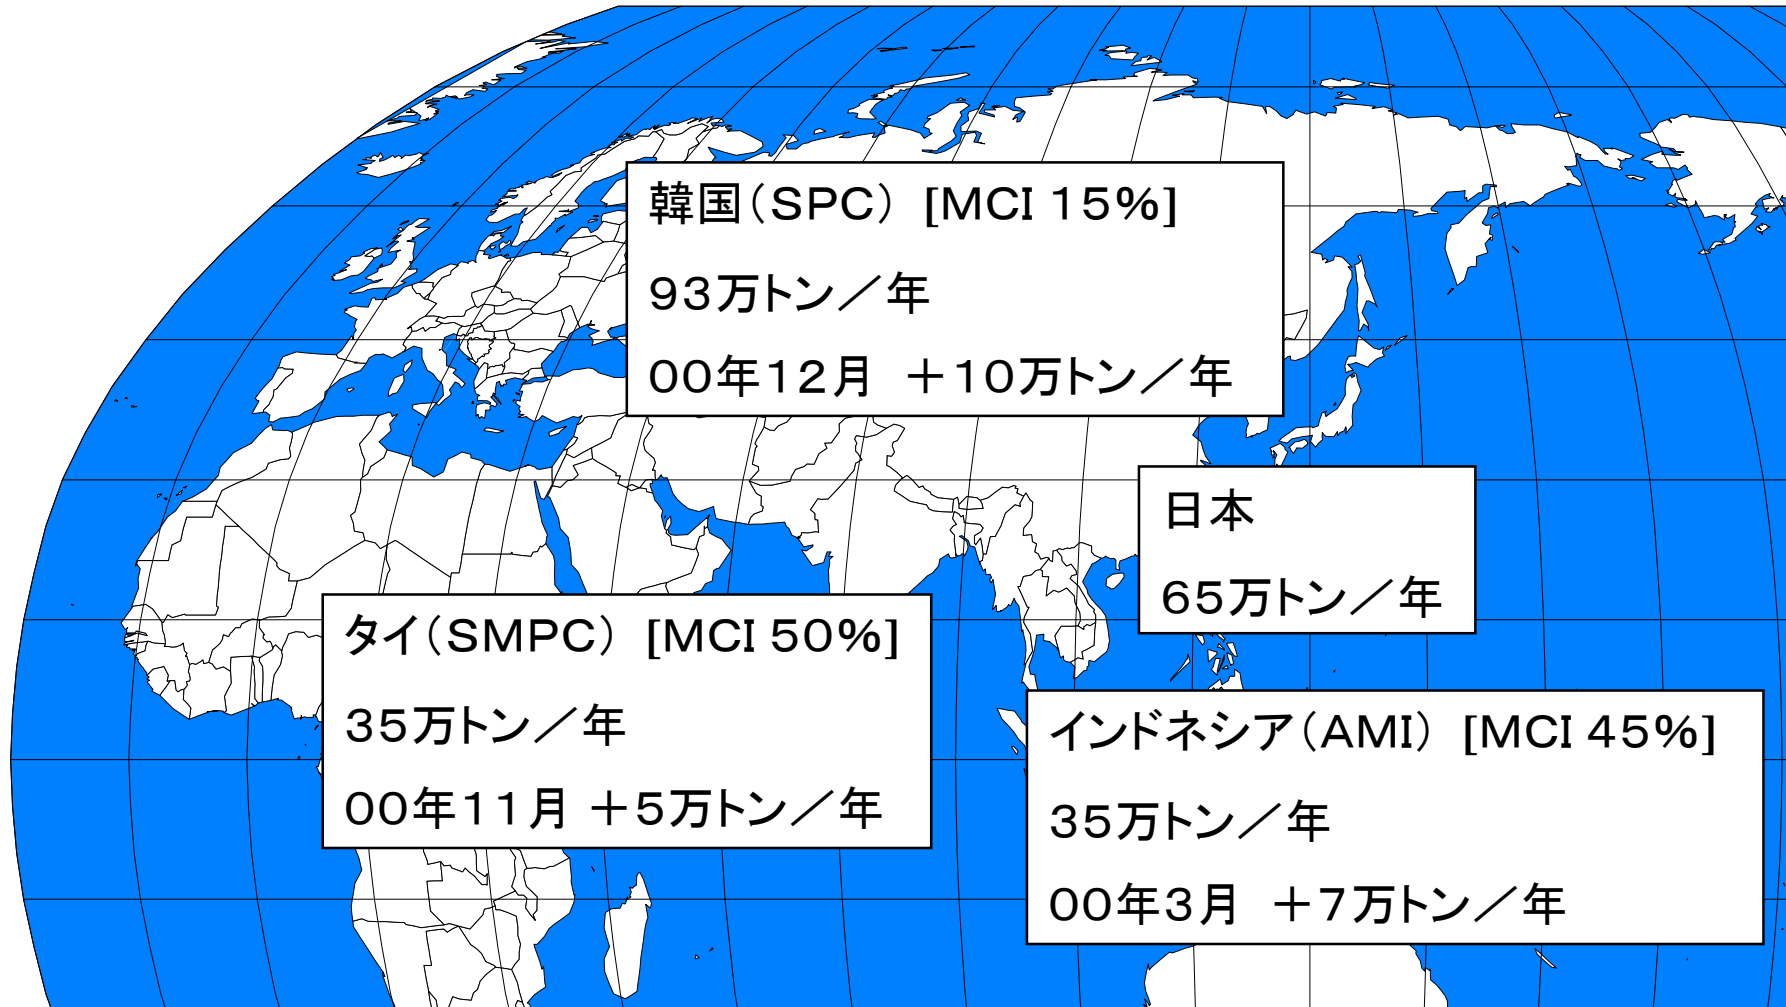 韓国（SPC） [MCI 15%]
９３万トン／年
００年１２月 ＋１０万トン／年
日本
６５万トン／年
タイ（SMPC） [MCI 50%]
３５万トン／年
００年１１月 ＋５万トン／年
インドネシア（AMI） [MCI 45%]
３５万トン／年
００年３月 ＋７万トン／年